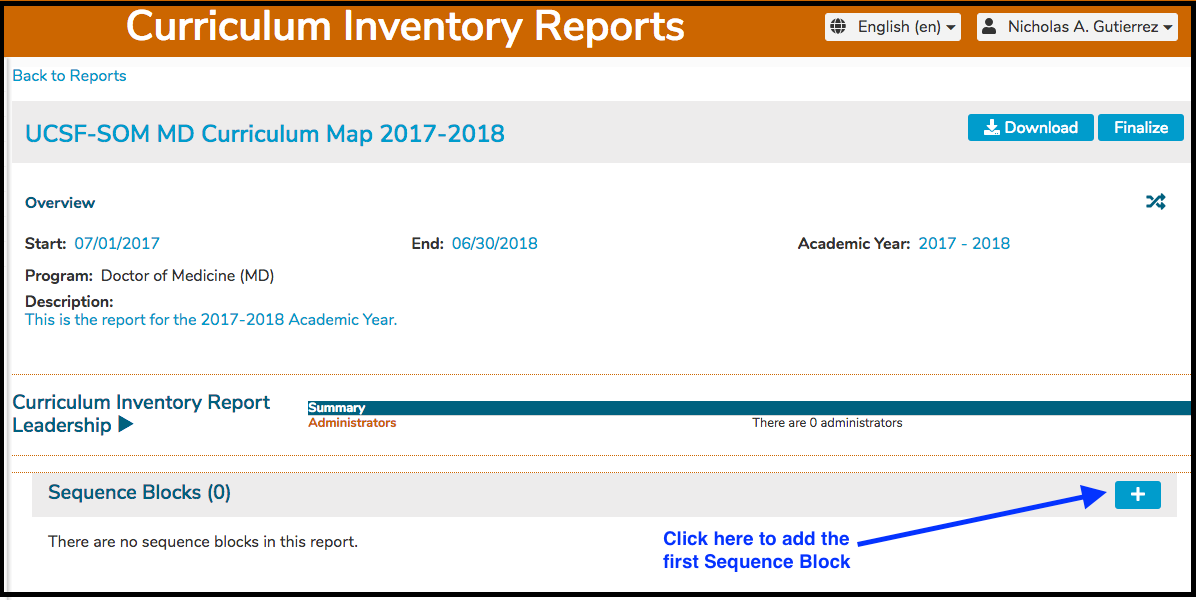 Curriculum Inventory Reports
English (en)
Nicholas A. Gutierrez
Back to Reports
UCSF-SOM MD Curriculum Map 2017-2018
Download
Finalize
Overview
Start: 07/01/2017
End: 06/30/2018
Academic Year: 2017 - 2018
Program: Doctor of Medicine (MD)
Description:
This is the report for the 2017-2018 Academic Year.
Curriculum Inventory Report
Leadership
Summary
Administrators
There are 0 administrators
Sequence Blocks (0)
+
There are no sequence blocks in this report.
Click here to add the
first Sequence Block